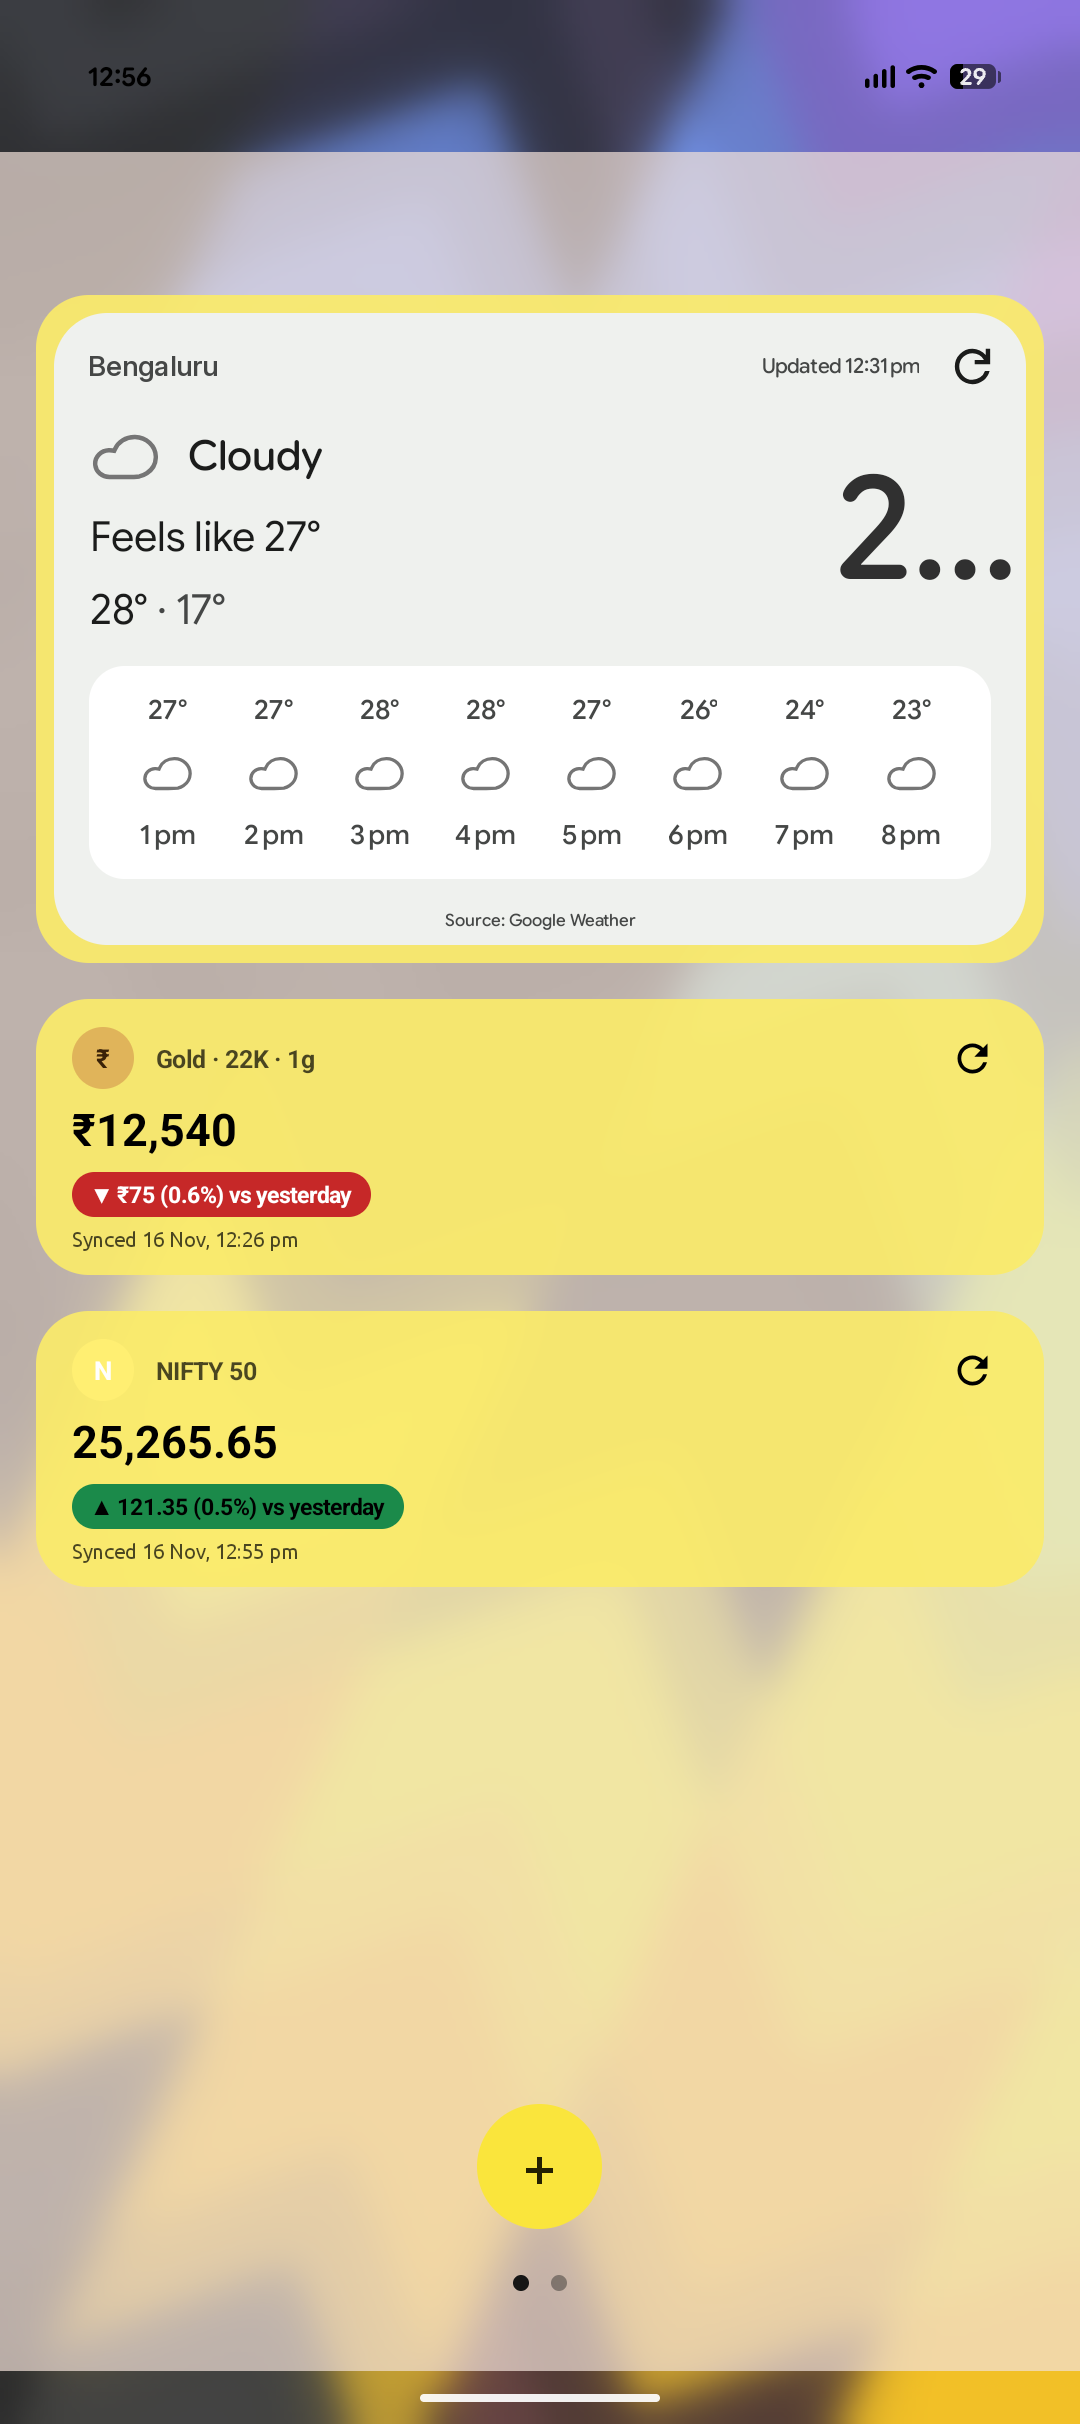 12:56
29
Bengaluru
Updated 12:31 pm
Cloudy
2...
Feels like 27°
28° · 17°
27° 27° 28° 28° 27° 26° 24° 23°
1 pm 2 pm 3 pm 4 pm 5 pm 6 pm 7 pm 8 pm
Source: Google Weather
₹ Gold · 22K · 1g
₹12,540
▼ ₹75 (0.6%) vs yesterday
Synced 16 Nov, 12:26 pm
N NIFTY 50
25,265.65
▲ 121.35 (0.5%) vs yesterday
Synced 16 Nov, 12:55 pm
+